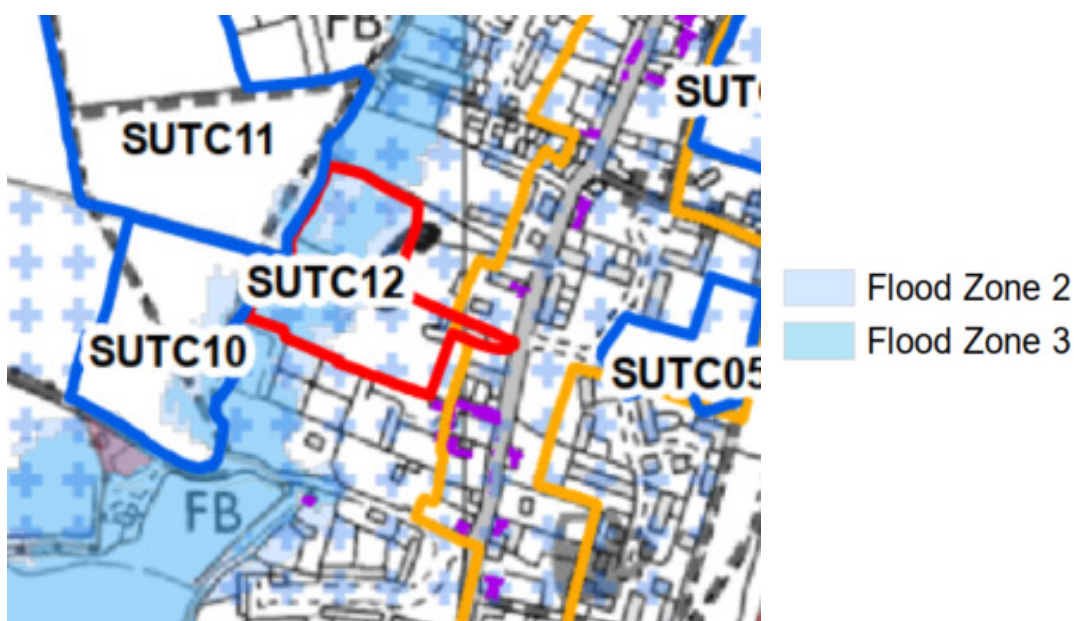 FB
SUTC11
SUTC12
SUTC10
SUTC05
FB
Flood Zone 2
Flood Zone 3